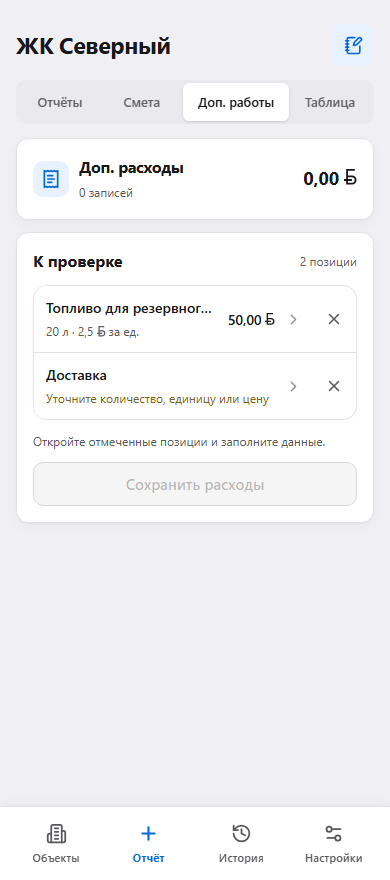 ЖК Северный
Отчёты
Смета
Доп. работы
Таблица
Доп. расходы
0,00 Ƃ
0 записей
К проверке
2 позиции
Топливо для резервног...
50,00 Ƃ
20 л · 2,5 Ƃ за ед.
Доставка
Уточните количество, единицу или цену
Откройте отмеченные позиции и заполните данные.
Сохранить расходы
Объекты
Отчёт
История
Настройки